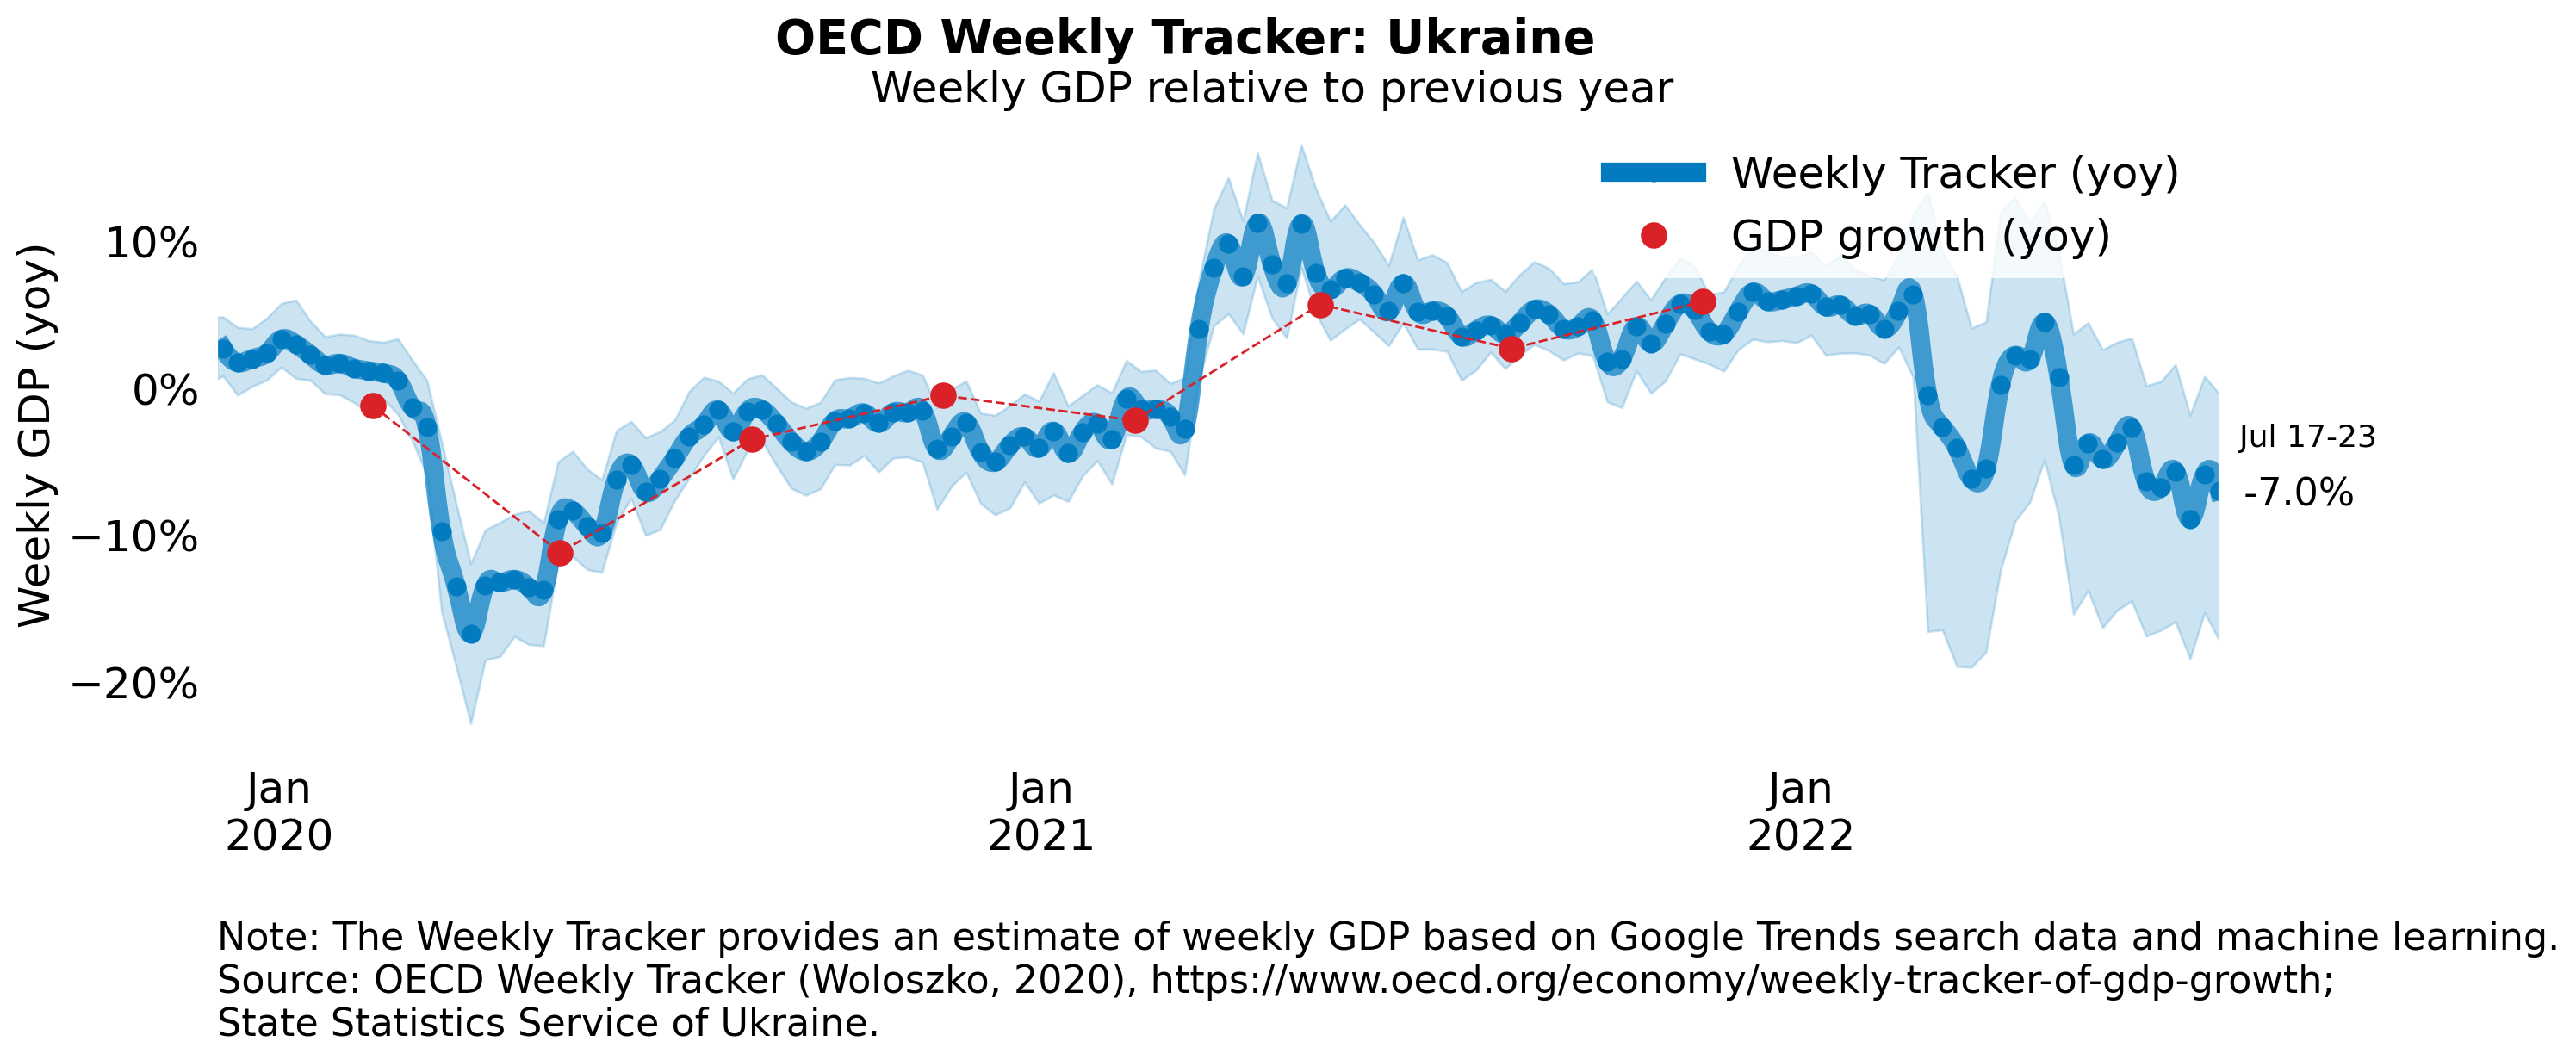 OECD Weekly Tracker: Ukraine
Weekly GDP relative to previous year
Weekly Tracker (yoy)
GDP growth (yoy)
Weekly GDP (yoy)
10%
0%
−10%
−20%
Jul 17-23
-7.0%
Jan
2020
Jan
2021
Jan
2022
Note: The Weekly Tracker provides an estimate of weekly GDP based on Google Trends search data and machine learning.
Source: OECD Weekly Tracker (Woloszko, 2020), https://www.oecd.org/economy/weekly-tracker-of-gdp-growth;
State Statistics Service of Ukraine.